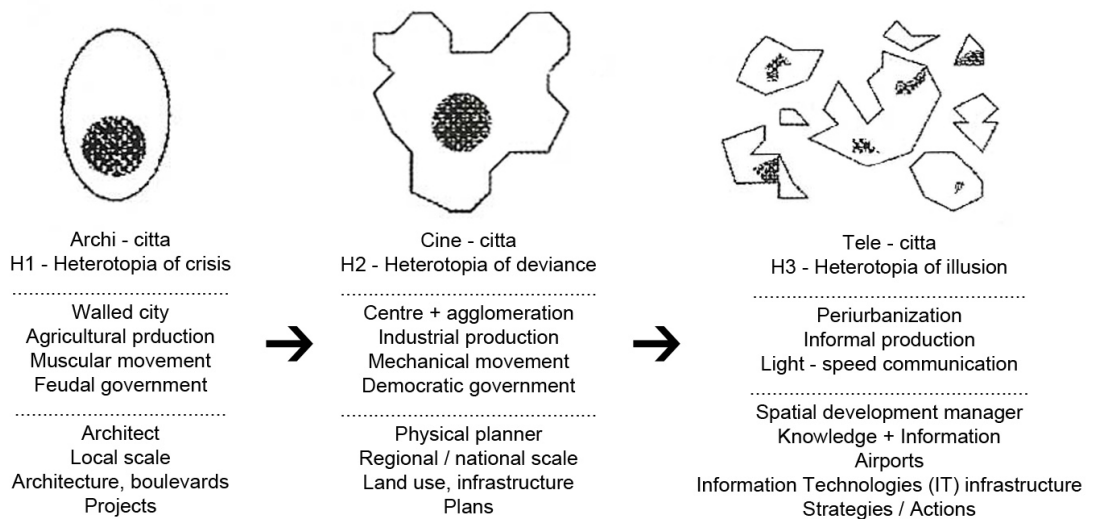 Archi - citta
H1 - Heterotopia of crisis
Walled city
Agricultural prduction
Muscular movement
Feudal government
Architect
Local scale
Architecture, boulevards
Projects
Cine - citta
H2 - Heterotopia of deviance
Centre + agglomeration
Industrial production
Mechanical movement
Democratic government
Physical planner
Regional / national scale
Land use, infrastructure
Plans
Tele - citta
H3 - Heterotopia of illusion
Periurbanization
Informal production
Light - speed communication
Spatial development manager
Knowledge + Information
Airports
Information Technologies (IT) infrastructure
Strategies / Actions